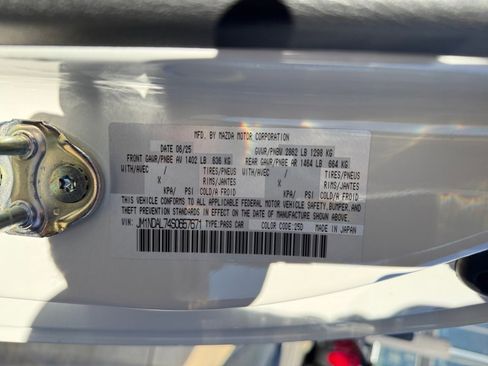 MFD. BY MAZDA MOTOR CORPORATION
DATE 06/25 GVWR/PNBV 2862 LB 1298 KG
FRONT GAWR/PNBE AV 1402 LB 636 KG REAR GAWR/PNBE AR 1464 LB 664 KG
WITH/AVEC TIRES/PNEUS WITH/AVEC TIRES/PNEUS
X RIMS/JANTES X RIMS/JANTES
KPA/ PSI COLD/A FROID KPA/ PSI COLD/A FROID
THIS VEHICLE CONFORMS TO ALL APPLICABLE FEDERAL MOTOR VEHICLE SAFETY, BUMPER, AND
THEFT PREVENTION STANDARDS IN EFFECT ON THE DATE OF MANUFACTURE SHOWN ABOVE.
VIN: JM1NDAL74S0657571 TYPE:PASS CAR COLOR CODE:25D MADE IN JAPAN